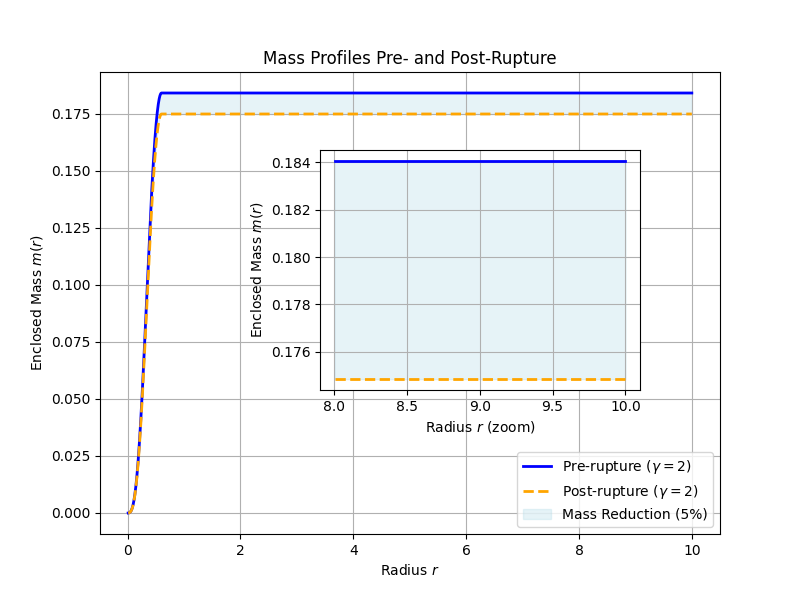 Mass Profiles Pre- and Post-Rupture
Enclosed Mass m(r)
0.175
0.150
0.125
0.100
0.075
0.050
0.025
0.000
Enclosed Mass m(r)
0.184
0.182
0.180
0.178
0.176
8.0 8.5 9.0 9.5 10.0
Radius r (zoom)
Pre-rupture (γ = 2)
Post-rupture (γ = 2)
Mass Reduction (5%)
0 2 4 6 8 10
Radius r